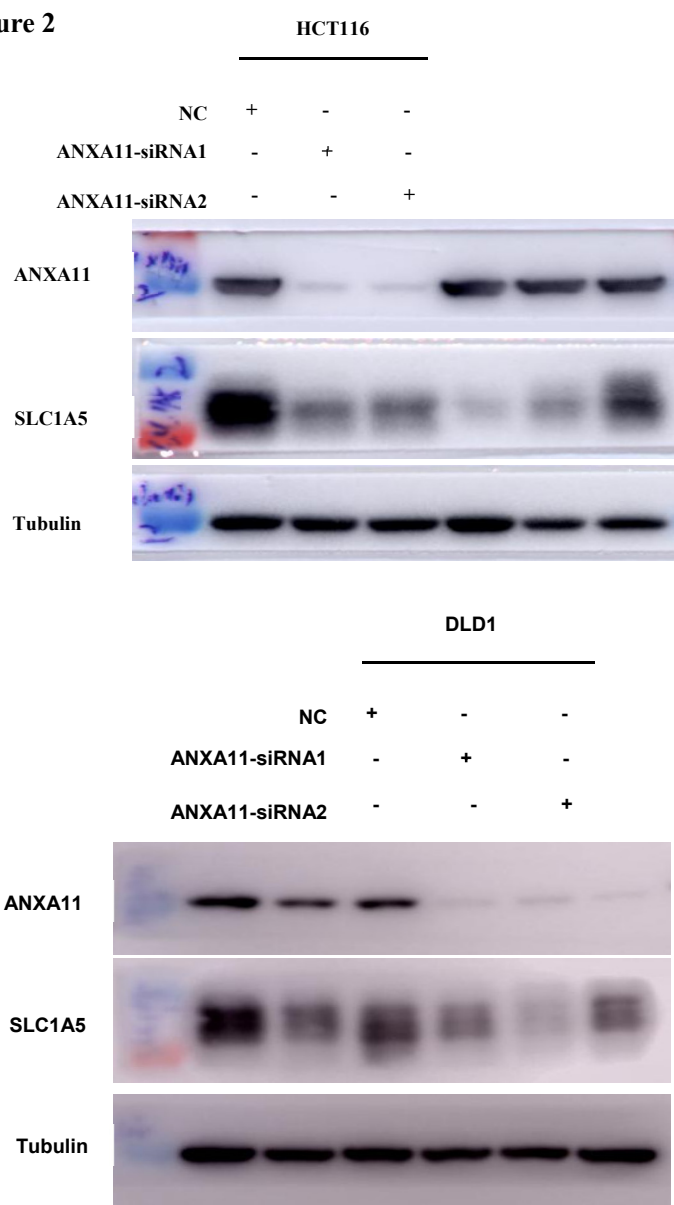 ure 2
HCT116
NC + - -
ANXA11-siRNA1 - + -
ANXA11-siRNA2 - - +
ANXA11
SLC1A5
Tubulin
DLD1
NC + - -
ANXA11-siRNA1 - + -
ANXA11-siRNA2 - - +
ANXA11
SLC1A5
Tubulin